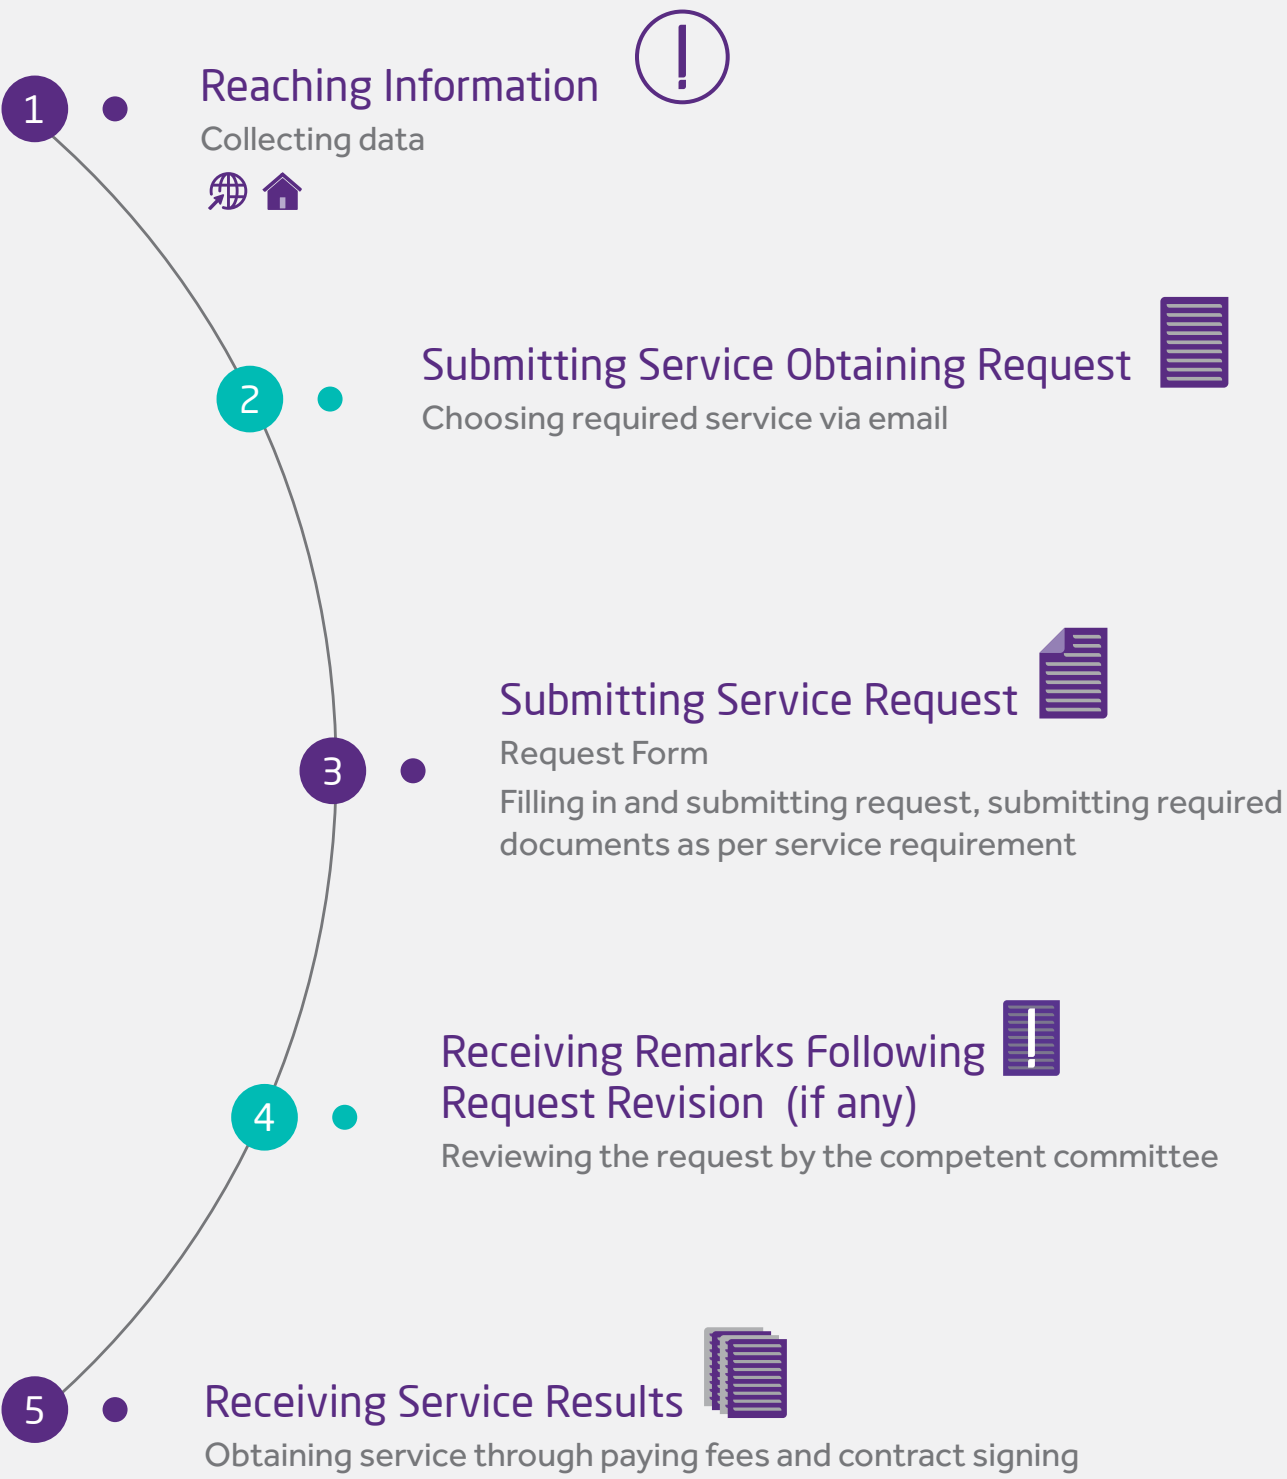 1
Reaching Information
Collecting data
2
Submitting Service Obtaining Request
Choosing required service via email
3
Submitting Service Request
Request Form
Filling in and submitting request, submitting required
documents as per service requirement
4
Receiving Remarks Following
Request Revision (if any)
Reviewing the request by the competent committee
5
Receiving Service Results
Obtaining service through paying fees and contract signing